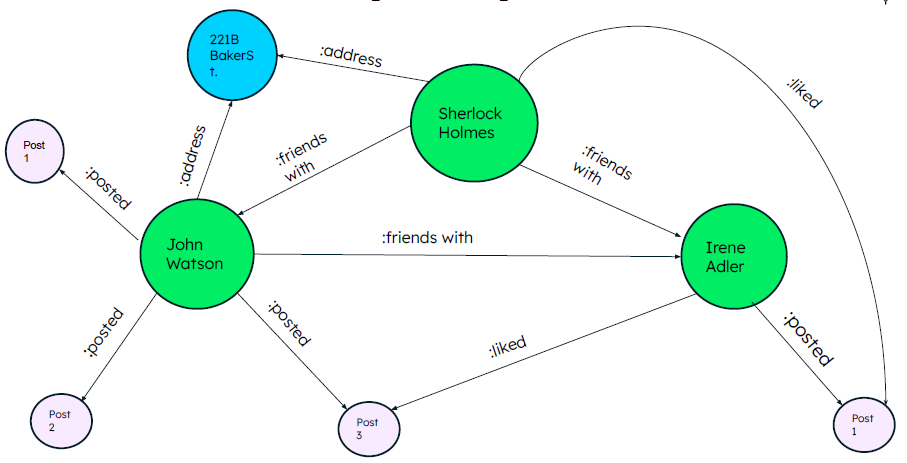 221B
BakerS
t.
:address
Sherlock
Holmes
:liked
Post
1
:posted
:address
:friends
with
:friends
with
John
Watson
:friends with
Irene
Adler
:posted
:posted
:liked
:posted
Post
2
Post
3
Post
1